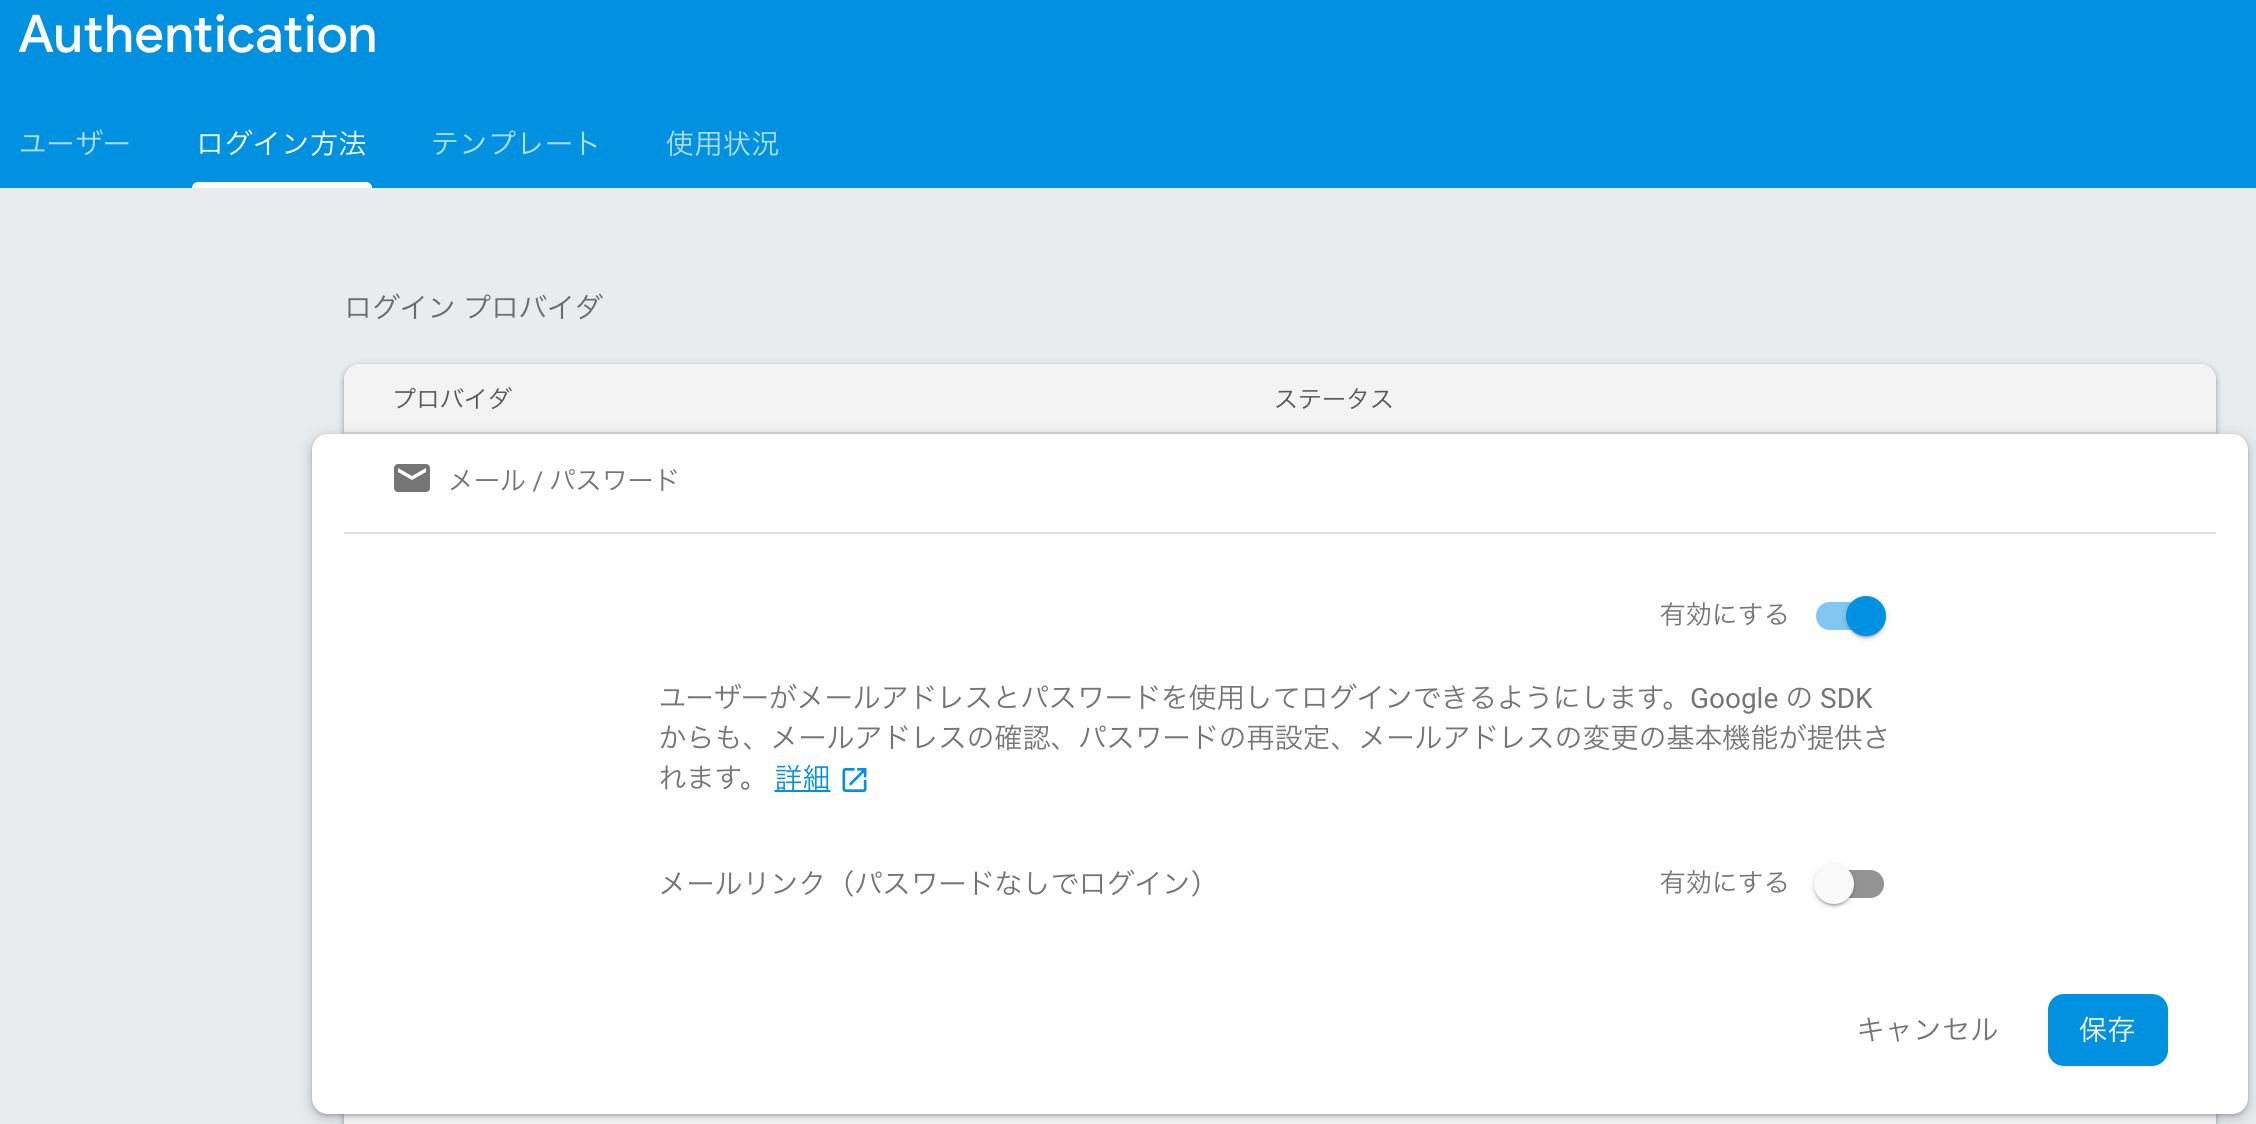 Authentication
ユーザー ログイン方法 テンプレート 使用状況
ログイン プロバイダ
プロバイダ ステータス
メール / パスワード
有効にする
ユーザーがメールアドレスとパスワードを使用してログインできるようにします。Google の SDK
からも、メールアドレスの確認、パスワードの再設定、メールアドレスの変更の基本機能が提供さ
れます。 詳細
メールリンク（パスワードなしでログイン） 有効にする
キャンセル 保存